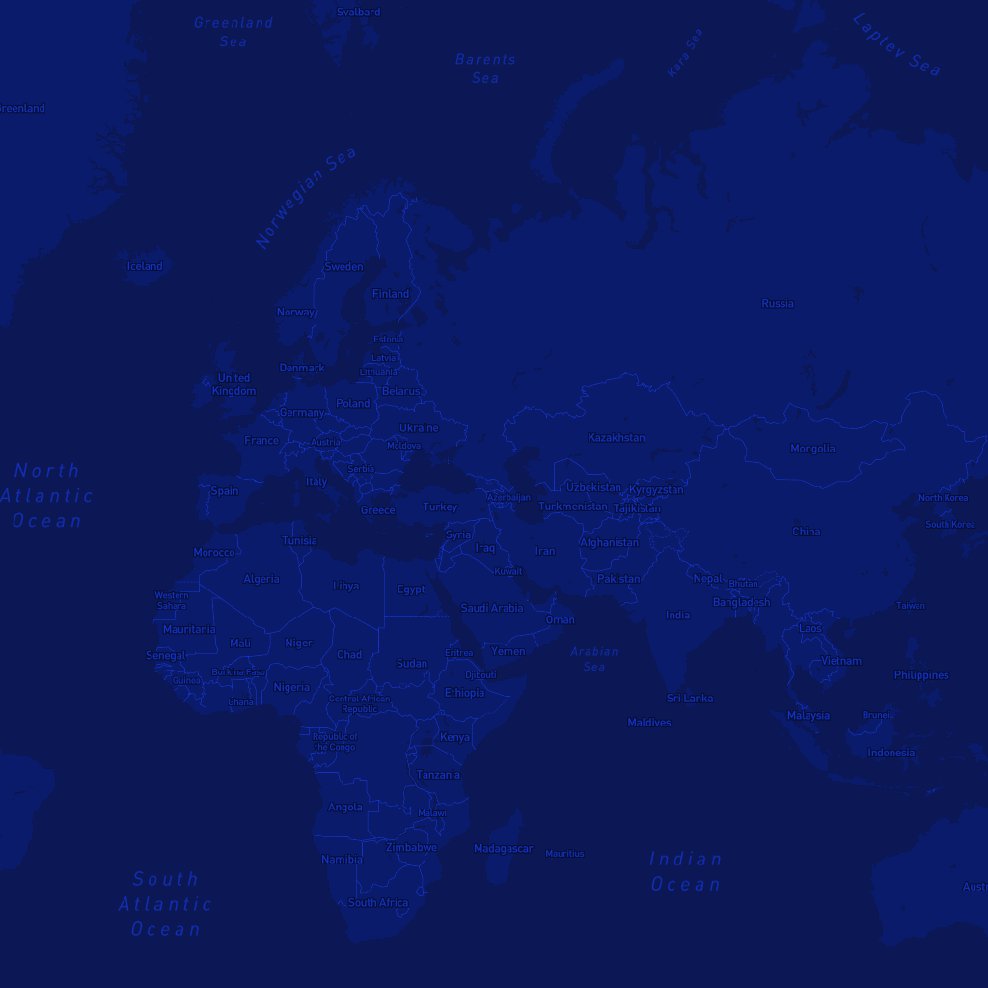 Svalbard
Greenland
Sea
Laptev Sea
Barents
Sea
Kara Sea
Greenland
Norwegian Sea
Iceland
Sweden
Finland
Russia
Norway
Estonia
Latvia
Denmark
Lithuania
United
Kingdom
Belarus
Poland
Germany
Ukraine
France
Austria
Moldova
Kazakhstan
Mongolia
Serbia
North
Atlantic
Ocean
Italy
Spain
Uzbekistan
Kyrgyzstan
Azerbaijan
North Korea
Greece
Turkey
Turkmenistan
Tajikistan
South Korea
Syria
China
Tunisia
Afghanistan
Morocco
Iraq
Iran
Kuwait
Algeria
Libya
Egypt
Pakistan
Nepal
Bhutan
Western
Sahara
Bangladesh
Taiwan
Saudi Arabia
India
Oman
Mauritania
Laos
Mali
Niger
Senegal
Chad
Sudan
Eritrea
Yemen
Arabian
Sea
Vietnam
Burkina Faso
Guinea
Djibouti
Philippines
Nigeria
Ethiopia
Ghana
Central African
Republic
Sri Lanka
Malaysia
Brunei
Maldives
Republic of
the Congo
Kenya
Indonesia
Tanzania
Angola
Malawi
Zimbabwe
Madagascar
Mauritius
Namibia
Indian
Ocean
South
Atlantic
Ocean
South Africa
Aust